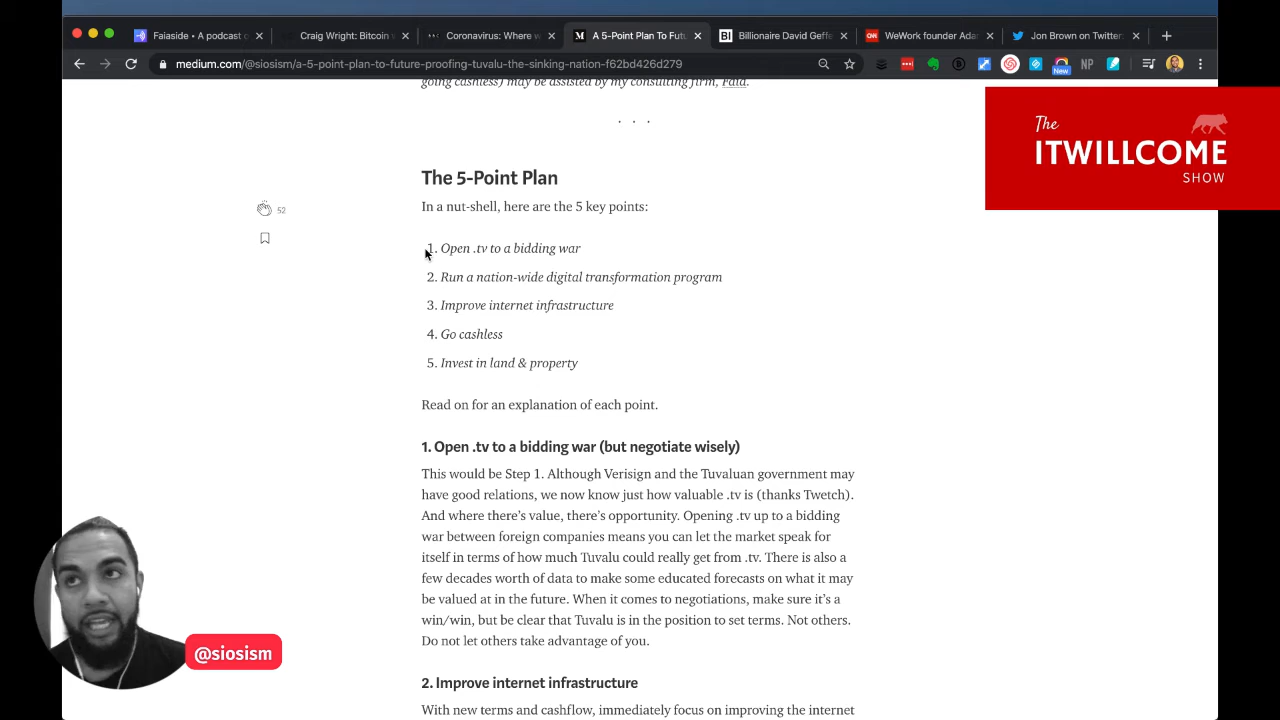 Faiaside • A podcast c
Craig Wright: Bitcoin v
Coronavirus: Where w
A 5-Point Plan To Futu
BI
Billionaire David Geffe
CNN
WeWork founder Ada
Jon Brown on Twitter:
medium.com/@siosism/a-5-point-plan-to-future-proofing-tuvalu-the-sinking-nation-f62bd426d279
New
NP
going cashless) may be assisted by my consulting firm, Faia.
. . .
The
ITWILLCOME
SHOW
The 5-Point Plan
In a nut-shell, here are the 5 key points:
52
1. Open .tv to a bidding war
2. Run a nation-wide digital transformation program
3. Improve internet infrastructure
4. Go cashless
5. Invest in land & property
Read on for an explanation of each point.
1. Open .tv to a bidding war (but negotiate wisely)
This would be Step 1. Although Verisign and the Tuvaluan government may
have good relations, we now know just how valuable .tv is (thanks Twetch).
And where there’s value, there’s opportunity. Opening .tv up to a bidding
war between foreign companies means you can let the market speak for
itself in terms of how much Tuvalu could really get from .tv. There is also a
few decades worth of data to make some educated forecasts on what it may
be valued at in the future. When it comes to negotiations, make sure it’s a
win/win, but be clear that Tuvalu is in the position to set terms. Not others.
Do not let others take advantage of you.
@siosism
2. Improve internet infrastructure
With new terms and cashflow, immediately focus on improving the internet